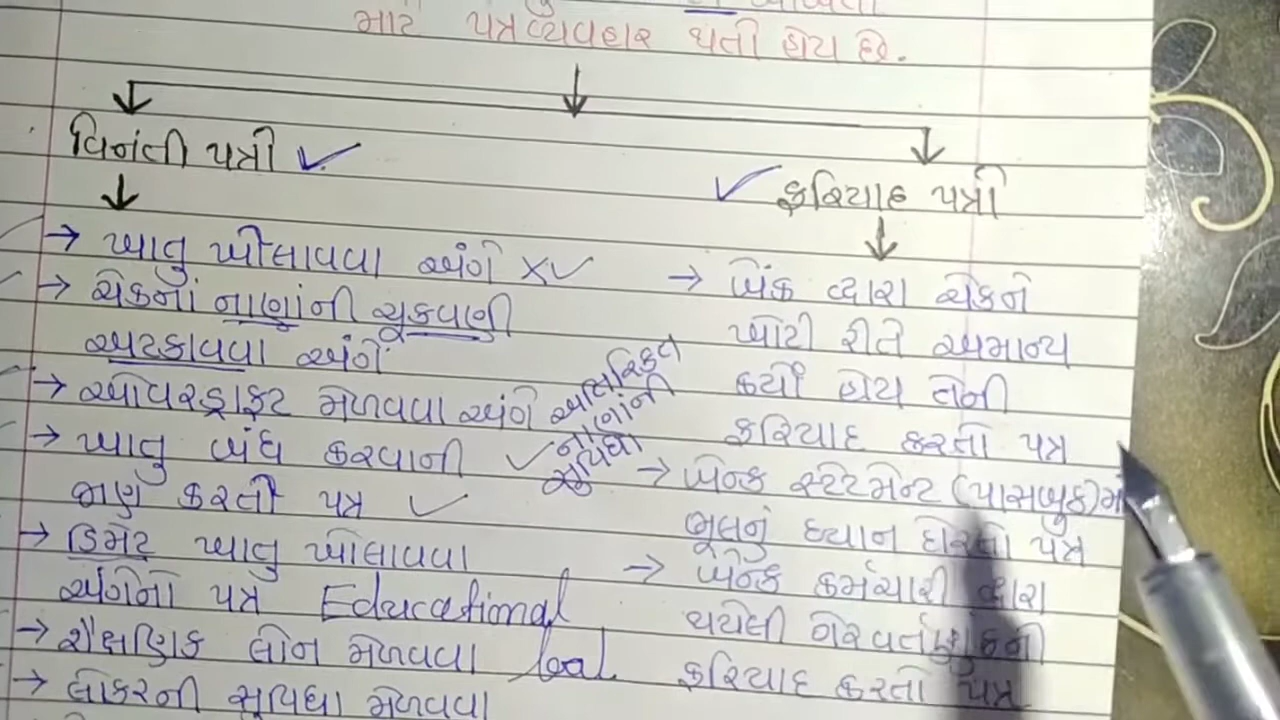 માટે પત્રવ્યવહાર થતો હોય છે.
વિનંતી પત્રો
ખાતુ ખોલાવવા અંગે
ચેકનાં નાણાંની ચૂકવણી
અટકાવવા અંગે
ઓવરડ્રાફ્ટ મેળવવા અંગે
ખાતુ બંધ કરવાની
જાણ કરતો પત્ર
ડિમેટ ખાતુ ખોલાવવા
અંગેનો પત્ર Educational
શૈક્ષણિક લોન મેળવવા loal
લોકરની સુવિધા મેળવવા
આકસ્મિક
નાણાંની
સુવિધા
ફરિયાદ પત્રો
બેંક દ્વારા ચેકને
ખોટી રીતે અમાન્ય
કર્યો હોય તેની
ફરિયાદ કરતો પત્ર
બેન્ક સ્ટેટમેન્ટ (પાસબુક)માં
ભૂલનું ધ્યાન દોરતો પત્ર
બેન્ક કર્મચારી દ્વારા
થયેલી ગેરવર્તણુકની
ફરિયાદ કરતો પત્ર